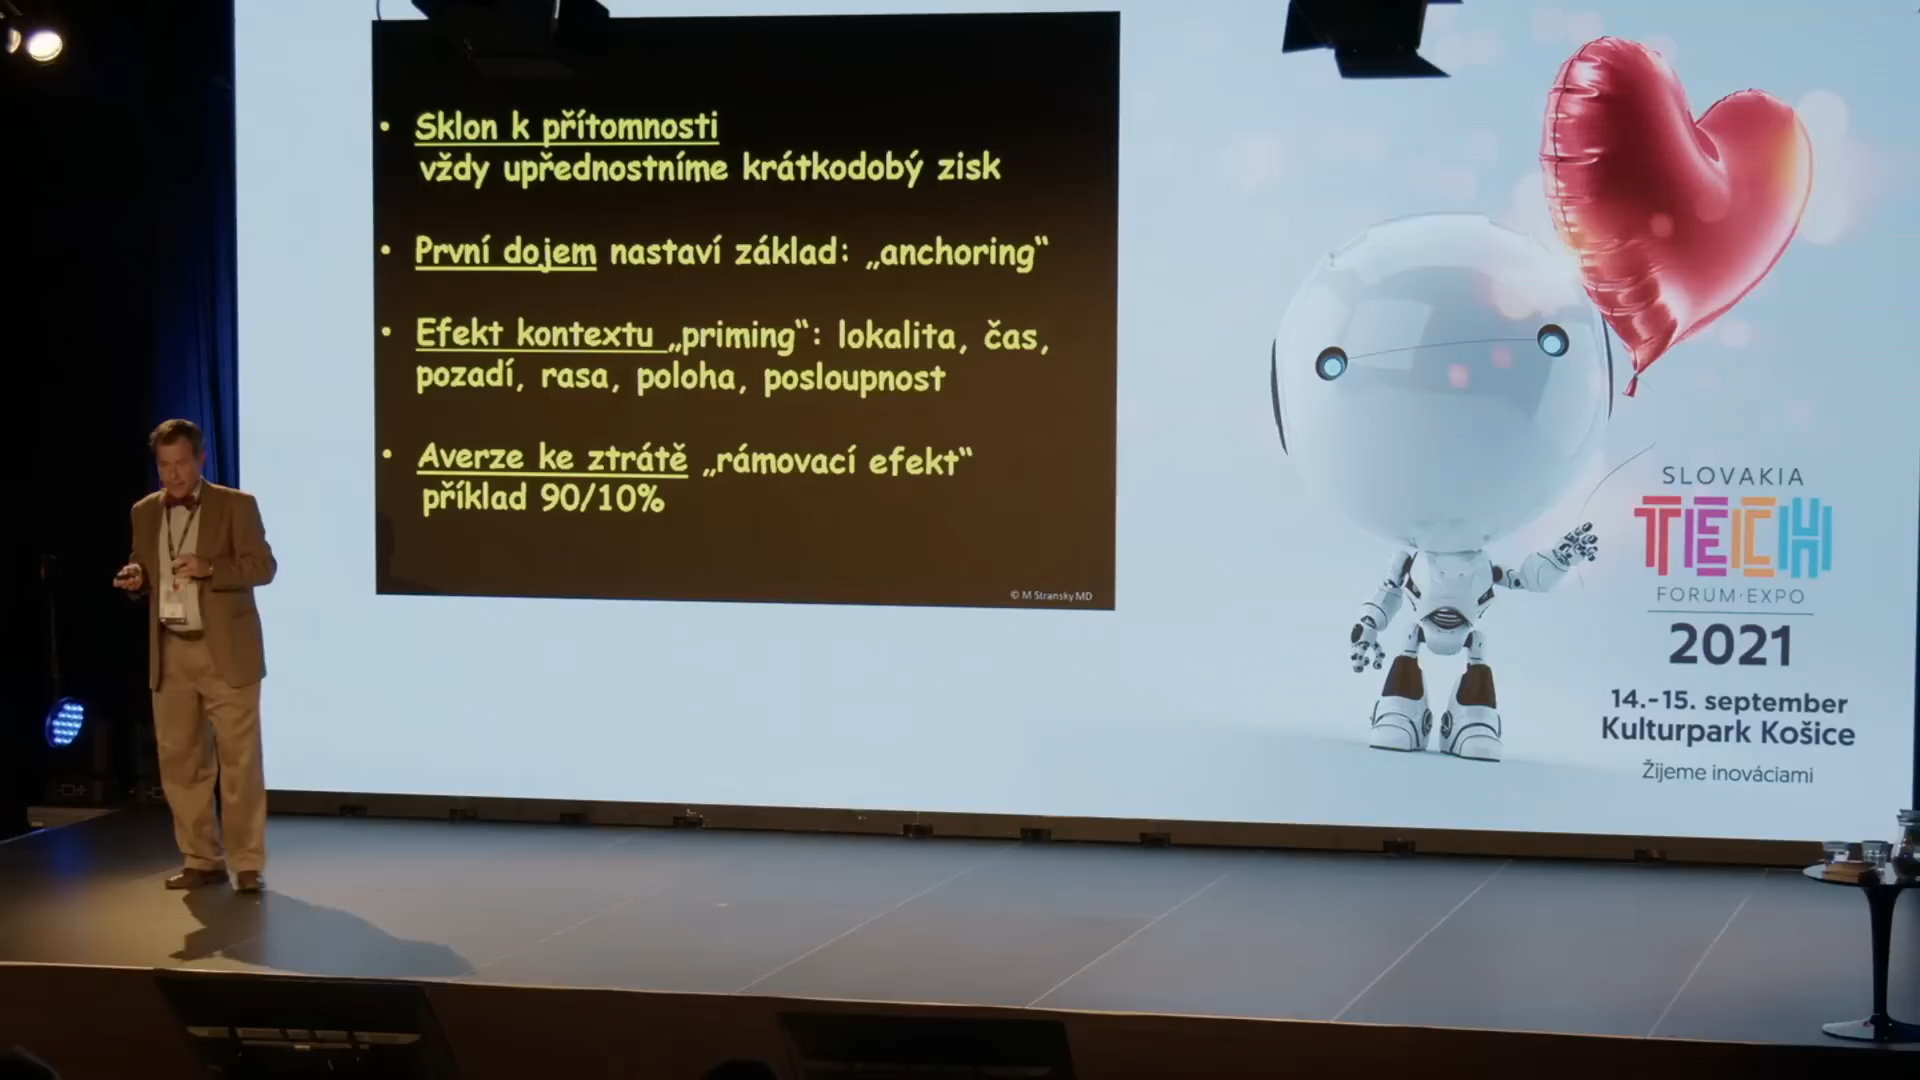 • Sklon k přítomnosti
vždy upřednostníme krátkodobý zisk
• První dojem nastaví základ: „anchoring“
• Efekt kontextu „priming“: lokalita, čas,
pozadí, rasa, poloha, posloupnost
• Averze ke ztrátě „rámovací efekt“
příklad 90/10%
© M Stransky MD
SLOVAKIA
TECH
FORUM·EXPO
2021
14.-15. september
Kulturpark Košice
Žijeme inováciami